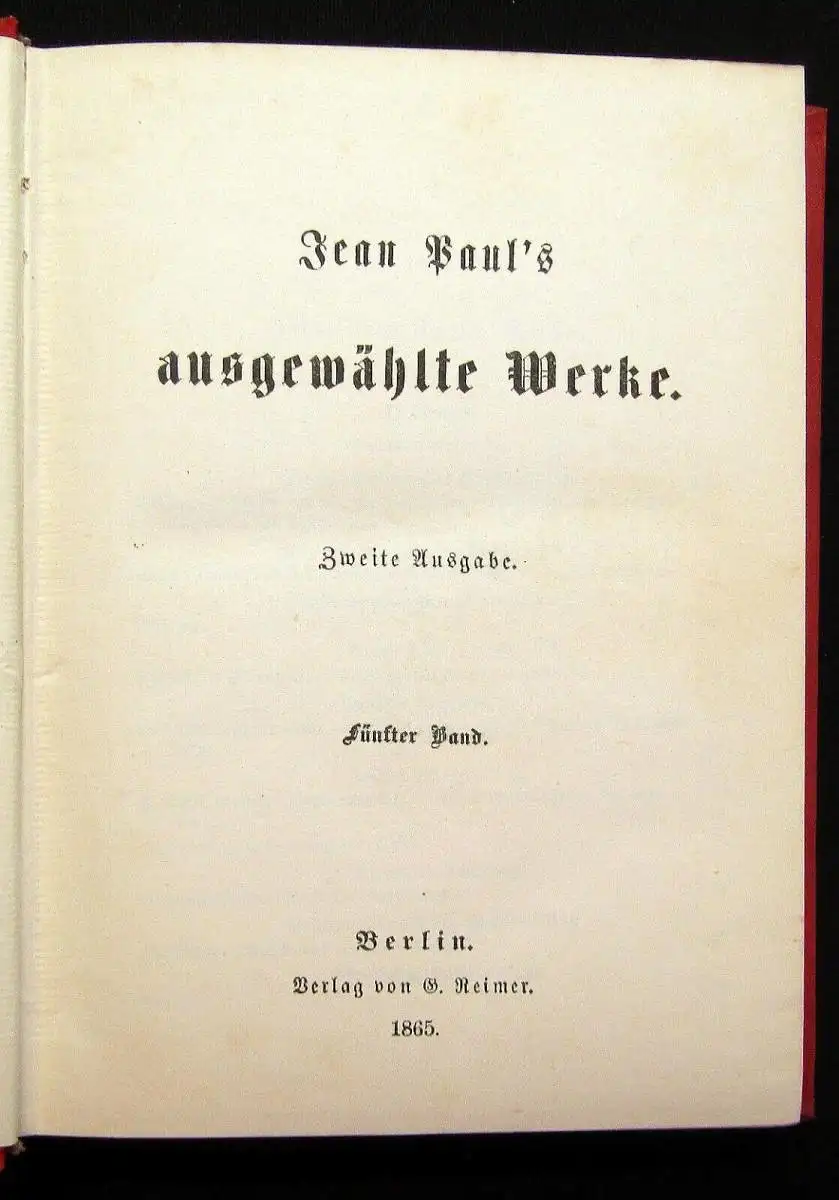 Jean Paul's
ausgewählte Werke.
Zweite Ausgabe.
Fünfter Band.
Berlin.
Verlag von G. Reimer.
1865.